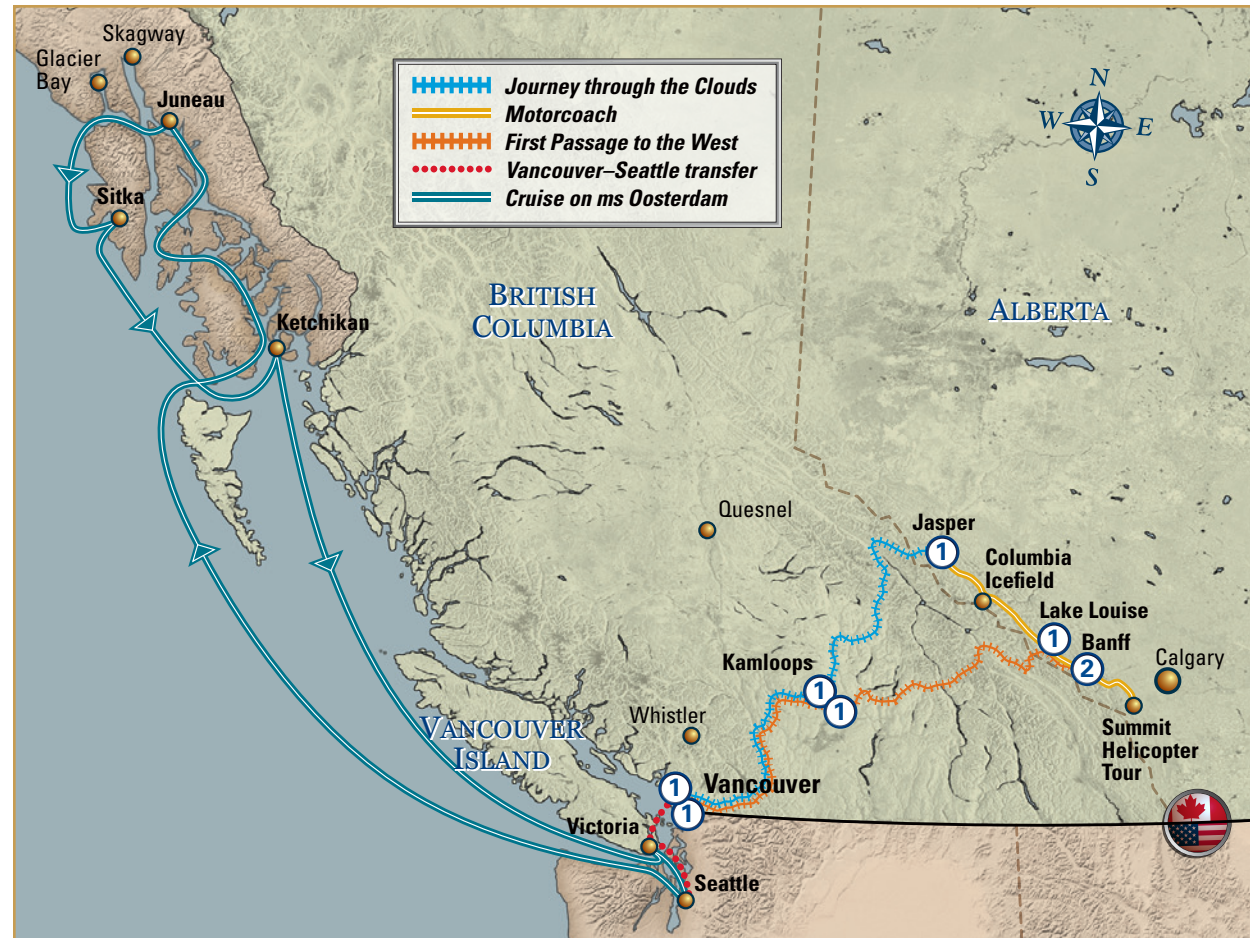 Skagway
Glacier
Bay
Juneau
Sitka
Ketchikan
Journey through the Clouds
Motorcoach
First Passage to the West
Vancouver–Seattle transfer
Cruise on ms Oosterdam
N
W
E
S
BRITISH
COLUMBIA
ALBERTA
Quesnel
Jasper
1
Columbia
Icefield
Lake Louise
1
Banff
2
Calgary
Summit
Helicopter
Tour
Kamloops
1
1
Whistler
VANCOUVER
ISLAND
Vancouver
1
1
Victoria
Seattle